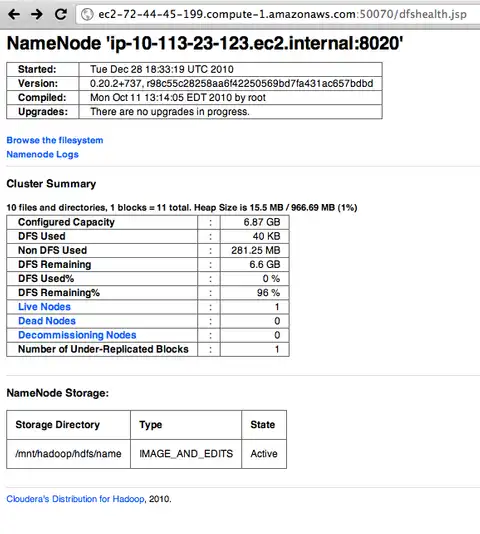 ec2-72-44-45-199.compute-1.amazonaws.com:50070/dfshealth.jsp
NameNode 'ip-10-113-23-123.ec2.internal:8020'
Started: Tue Dec 28 18:33:19 UTC 2010
Version: 0.20.2+737, r98c55c28258aa6f42250569bd7fa431ac657bdbd
Compiled: Mon Oct 11 13:14:05 EDT 2010 by root
Upgrades: There are no upgrades in progress.
Browse the filesystem
Namenode Logs
Cluster Summary
10 files and directories, 1 blocks = 11 total. Heap Size is 15.5 MB / 966.69 MB (1%)
Configured Capacity : 6.87 GB
DFS Used : 40 KB
Non DFS Used : 281.25 MB
DFS Remaining : 6.6 GB
DFS Used% : 0 %
DFS Remaining% : 96 %
Live Nodes : 1
Dead Nodes : 0
Decommissioning Nodes : 0
Number of Under-Replicated Blocks : 1
NameNode Storage:
Storage Directory Type State
/mnt/hadoop/hdfs/name IMAGE_AND_EDITS Active
Cloudera's Distribution for Hadoop, 2010.